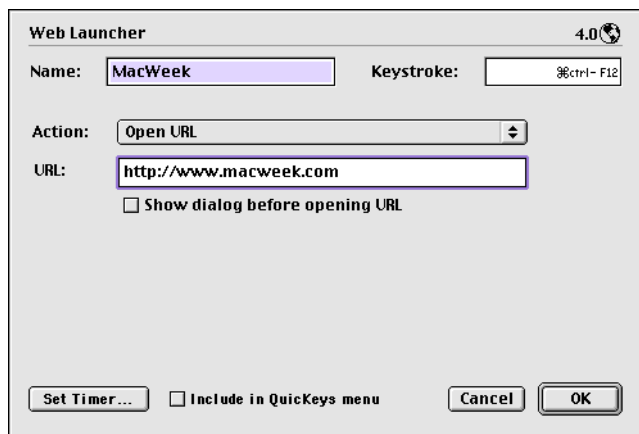 Web Launcher 4.0
Name: MacWeek Keystroke: ⌘ctrl-F12
Action: Open URL
URL: http://www.macweek.com
Show dialog before opening URL
Set Timer... Include in QuicKeys menu Cancel OK